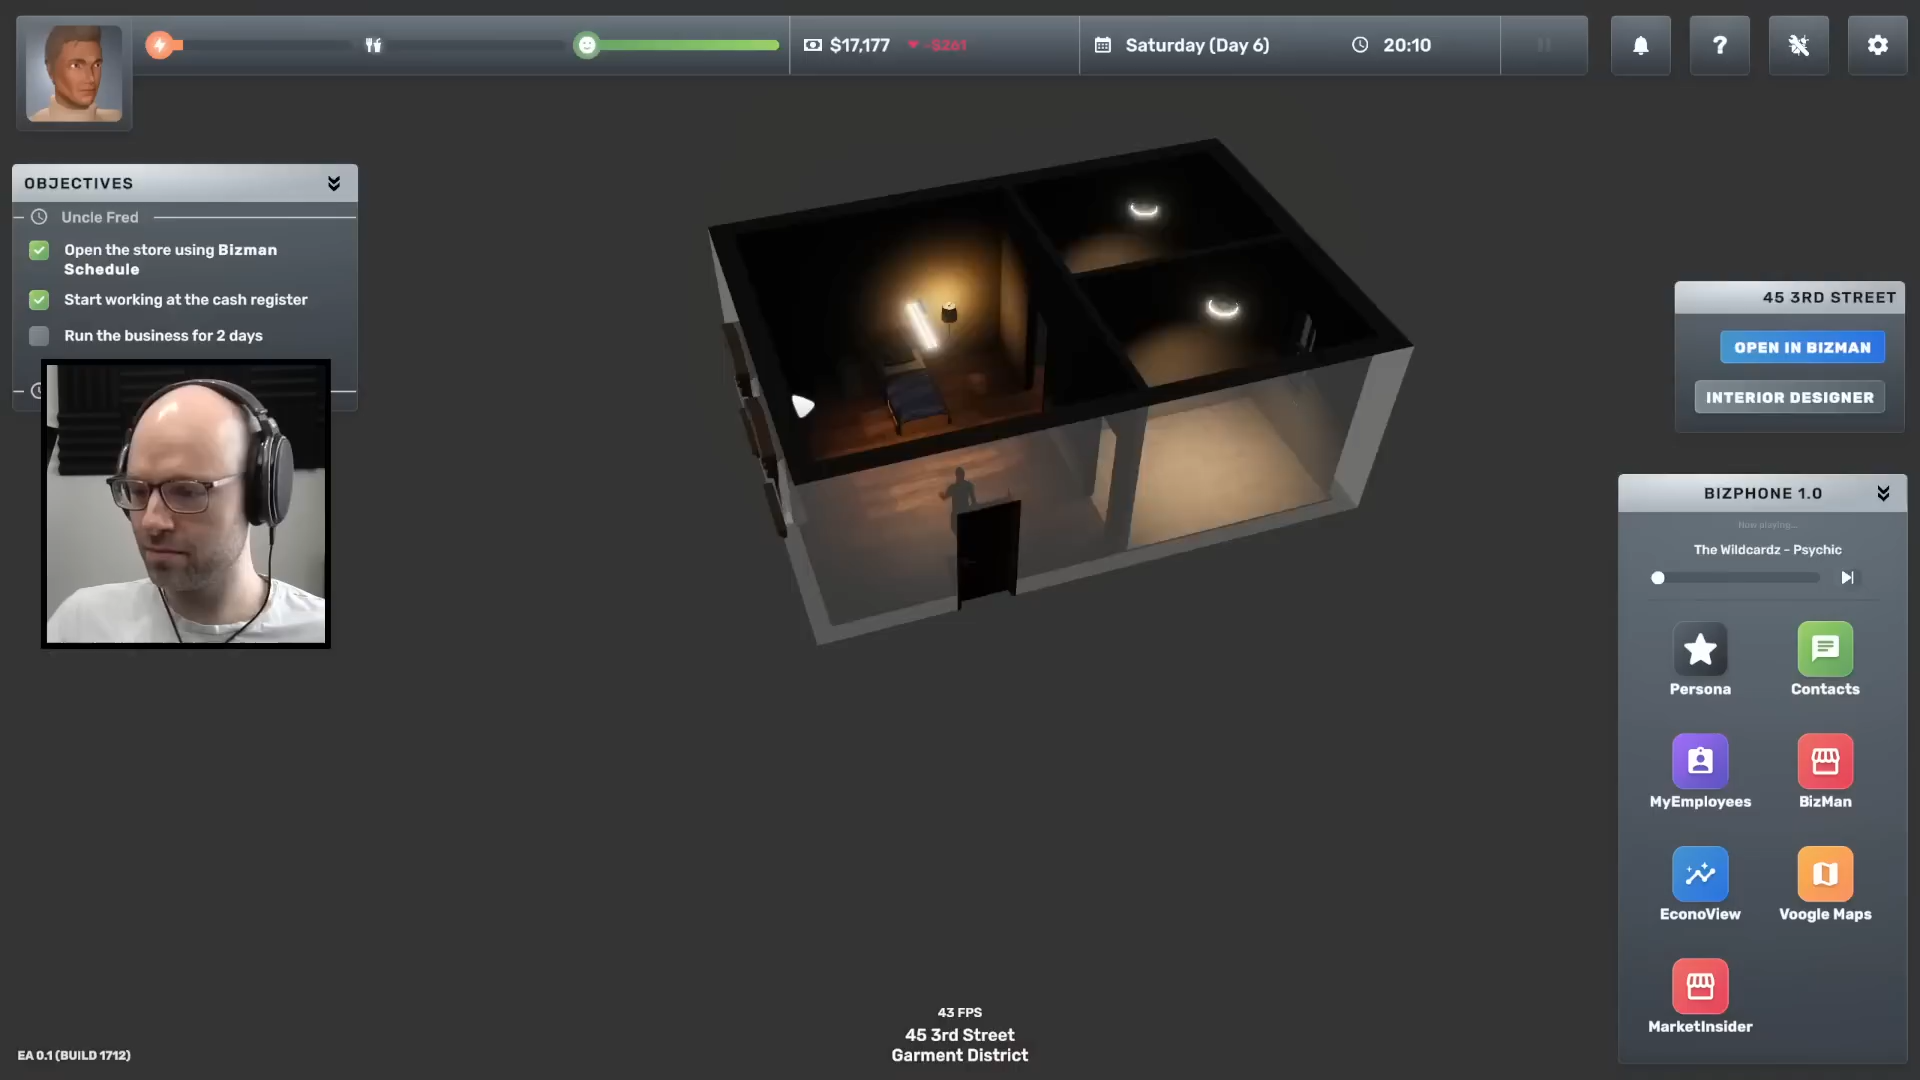 $17,177
-$261
Saturday (Day 6)
20:10
?
OBJECTIVES
Uncle Fred
Open the store using Bizman
Schedule
Start working at the cash register
Run the business for 2 days
45 3RD STREET
OPEN IN BIZMAN
INTERIOR DESIGNER
BIZPHONE 1.0
Now playing...
The Wildcardz - Psychic
Persona
Contacts
MyEmployees
BizMan
EconoView
Voogle Maps
MarketInsider
43 FPS
45 3rd Street
Garment District
EA 0.1 (BUILD 1712)